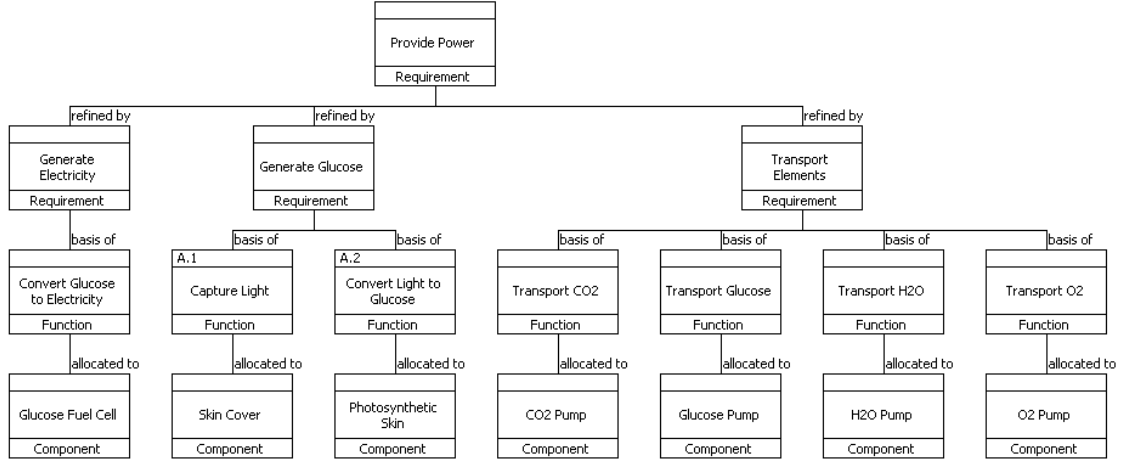 Provide Power
Requirement
refined by
refined by
refined by
Generate
Electricity
Requirement
Generate Glucose
Requirement
Transport
Elements
Requirement
basis of
basis of
basis of
basis of
basis of
basis of
basis of
Convert Glucose
to Electricity
Function
A.1
Capture Light
Function
A.2
Convert Light to
Glucose
Function
Transport CO2
Function
Transport Glucose
Function
Transport H2O
Function
Transport O2
Function
allocated to
allocated to
allocated to
allocated to
allocated to
allocated to
allocated to
Glucose Fuel Cell
Component
Skin Cover
Component
Photosynthetic
Skin
Component
CO2 Pump
Component
Glucose Pump
Component
H2O Pump
Component
O2 Pump
Component